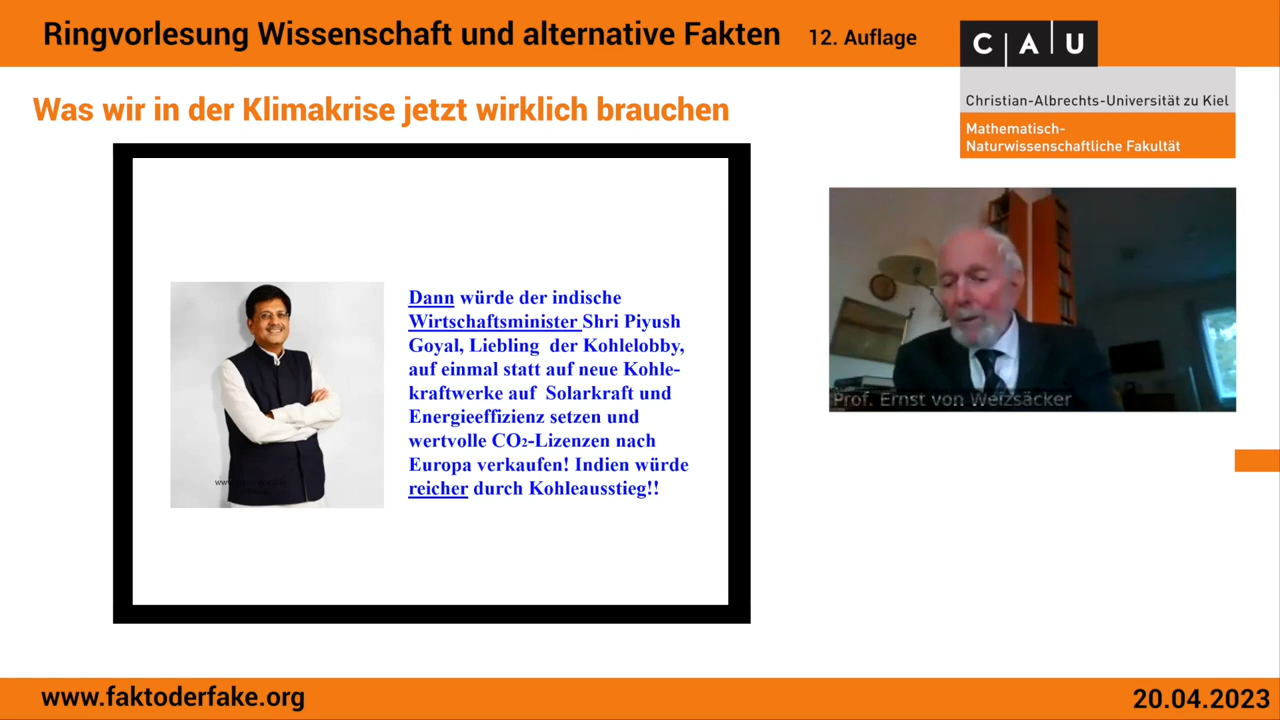 Ringvorlesung Wissenschaft und alternative Fakten 12. Auflage
CAU
Christian-Albrechts-Universität zu Kiel
Mathematisch-
Naturwissenschaftliche Fakultät
Was wir in der Klimakrise jetzt wirklich brauchen
Dann würde der indische
Wirtschaftsminister Shri Piyush
Goyal, Liebling der Kohlelobby,
auf einmal statt auf neue Kohle-
kraftwerke auf Solarkraft und
Energieeffizienz setzen und
wertvolle CO₂-Lizenzen nach
Europa verkaufen! Indien würde
reicher durch Kohleausstieg!!
Prof. Ernst von Weizsäcker
www.faktoderfake.org
20.04.2023